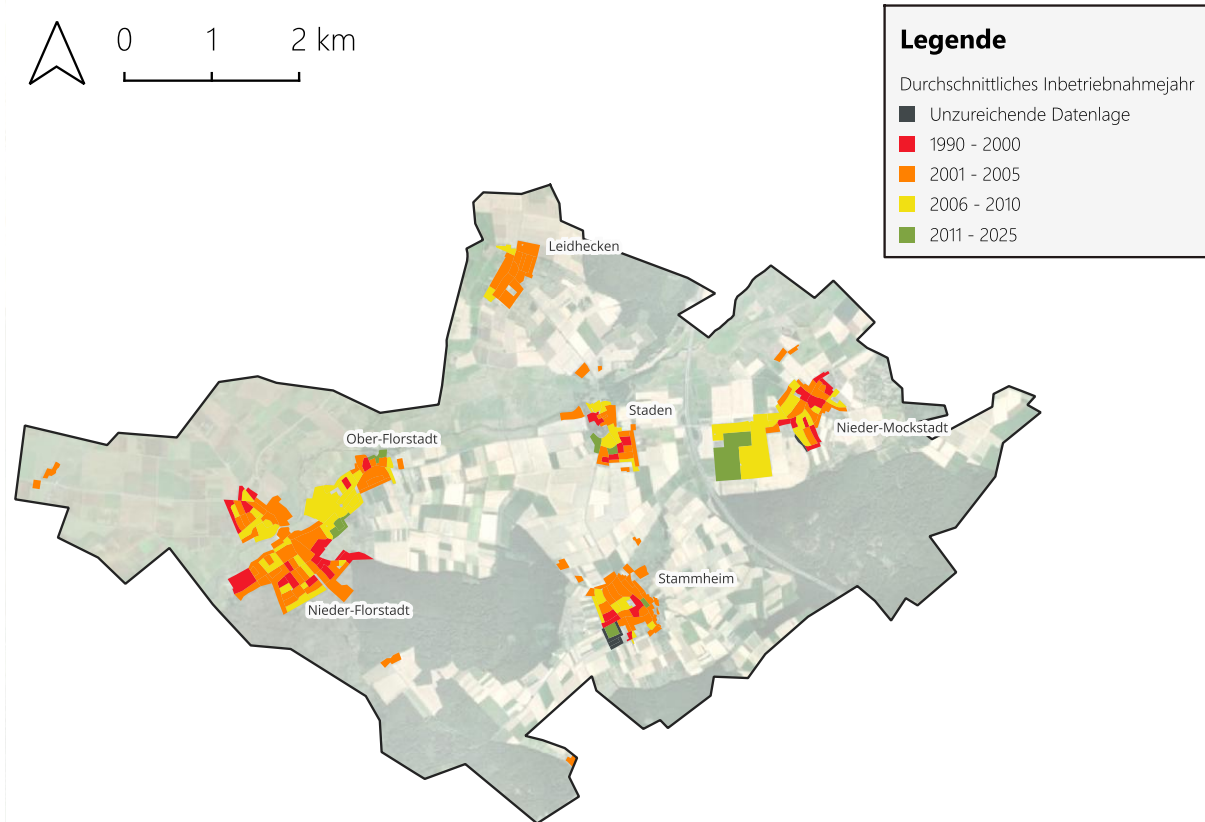 0 1 2 km
Legende
Durchschnittliches Inbetriebnahmejahr
Unzureichende Datenlage
1990 - 2000
2001 - 2005
2006 - 2010
2011 - 2025
Leidhecken
Staden
Nieder-Mockstadt
Ober-Florstadt
Stammheim
Nieder-Florstadt